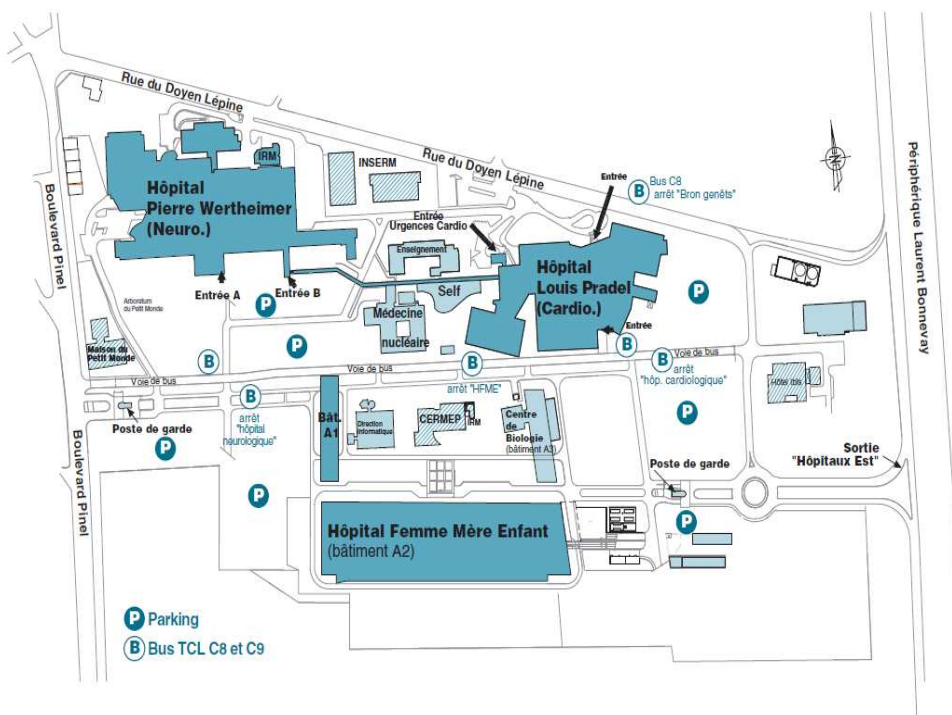 Rue du Doyen Lépine
Rue du Doyen Lépine
Entrée
B
Bus C8
arrêt "Bron genêts"
N
Périphérique Laurent Bonnevay
Boulevard Pinel
IRM
INSERM
Hôpital
Pierre Wertheimer
(Neuro.)
Entrée
Urgences Cardio
Enseignement
Hôpital
Louis Pradel
(Cardio.)
Self
Entrée A
Entrée B
P
P
Arboretum
du Petit Monde
Médecine
nucléaire
P
Entrée
Maison du
Petit Monde
B
B
B
B
Voie de bus
Voie de bus
Voie de bus
arrêt
"hôp. cardiologique"
Hôtel Ibis
B
arrêt
"hôpital
neurologique"
arrêt "HFME"
Poste de garde
P
Bât.
A1
Direction
informatique
CERMEP
IRM
Centre
de
Biologie
(bâtiment A3)
P
Boulevard Pinel
Poste de garde
Sortie
"Hôpitaux Est"
P
P
Hôpital Femme Mère Enfant
(bâtiment A2)
P Parking
B Bus TCL C8 et C9